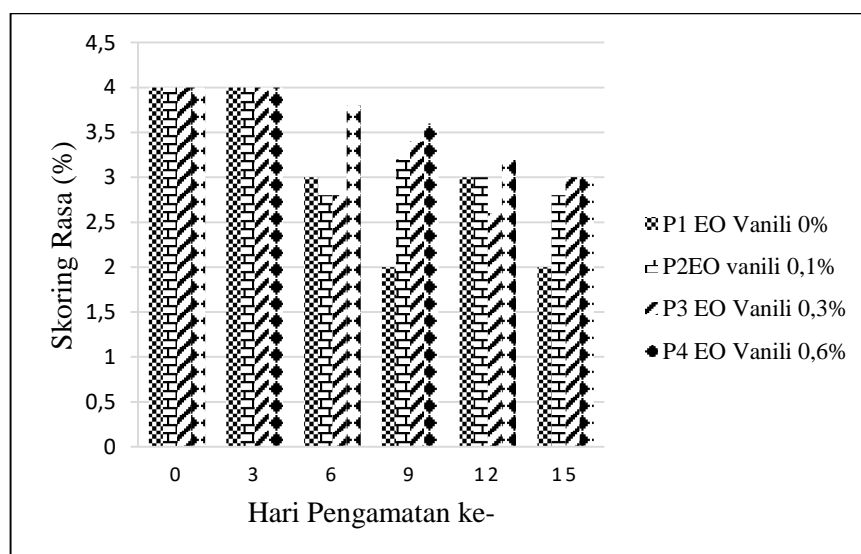 4,5
4
3,5
3
2,5
2
1,5
1
0,5
0
Skoring Rasa (%)
0 3 6 9 12 15
Hari Pengamatan ke-
P1 EO Vanili 0%
P2EO vanili 0,1%
P3 EO Vanili 0,3%
P4 EO Vanili 0,6%